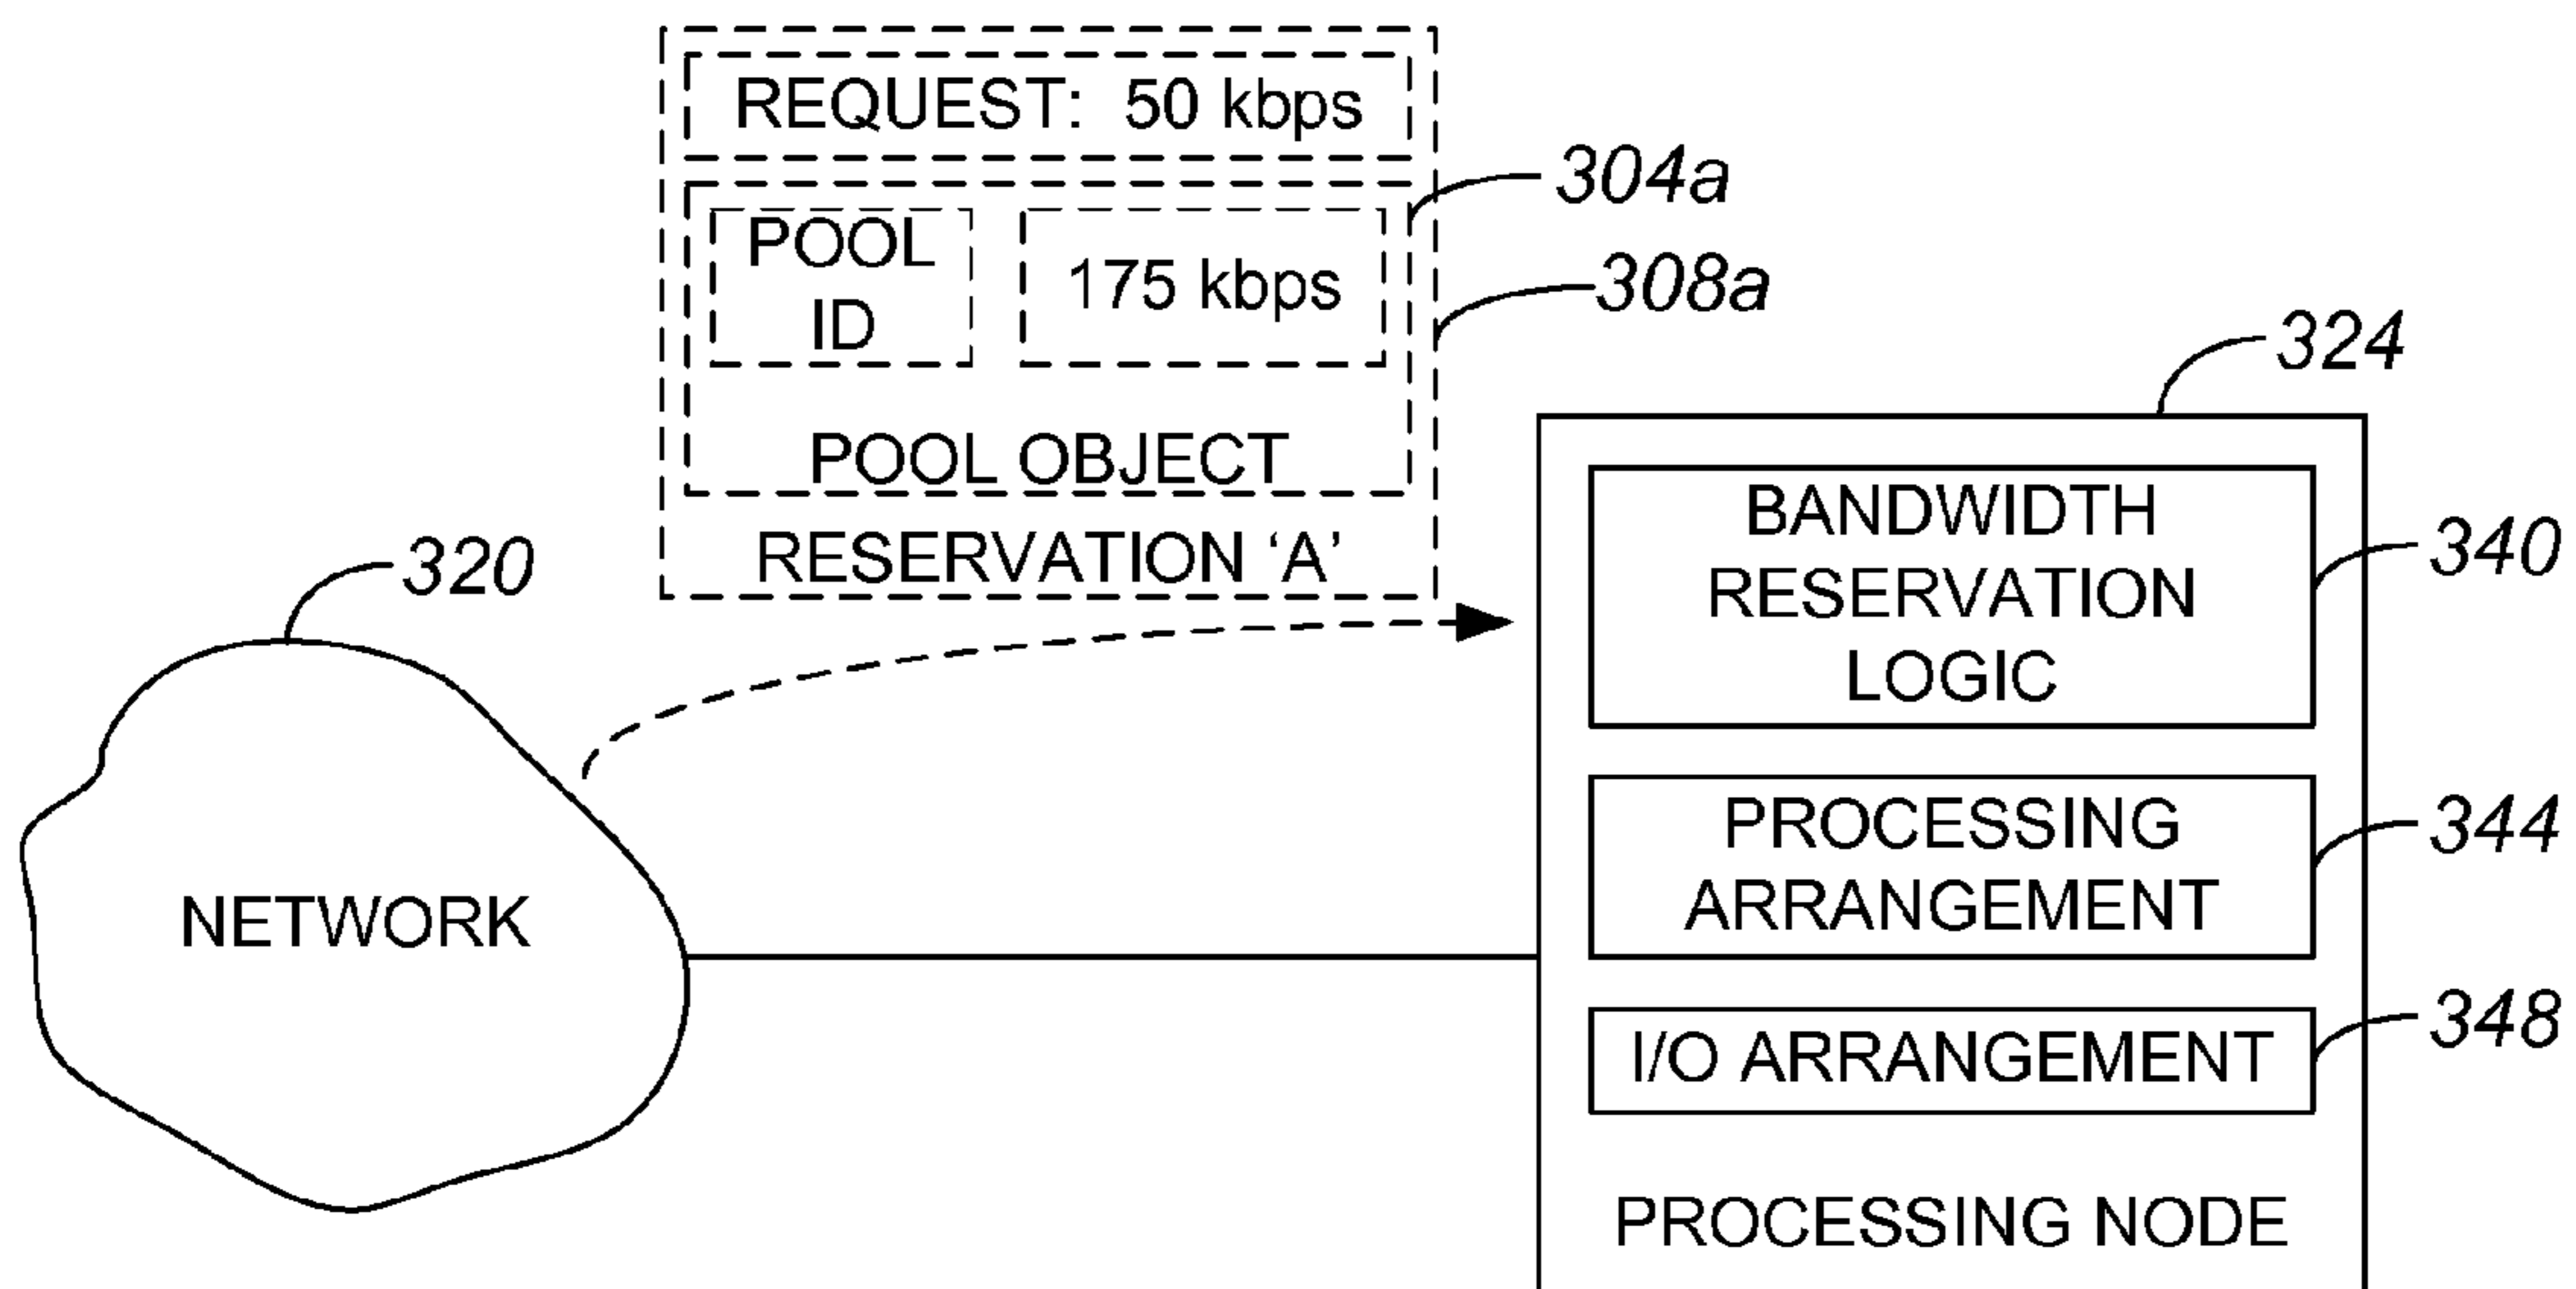 REQUEST: 50 kbps
304a
POOL
ID
175 kbps
308a
POOL OBJECT
RESERVATION ‘A’
324
BANDWIDTH
RESERVATION
LOGIC
340
320
PROCESSING
ARRANGEMENT
344
NETWORK
I/O ARRANGEMENT
348
PROCESSING NODE